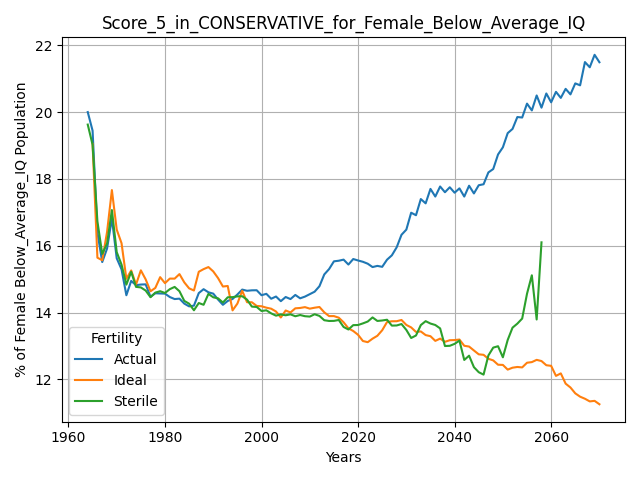 Score_5_in_CONSERVATIVE_for_Female_Below_Average_IQ
% of Female Below_Average_IQ Population
22
20
18
16
14
12
Fertility
Actual
Ideal
Sterile
1960 1980 2000 2020 2040 2060
Years